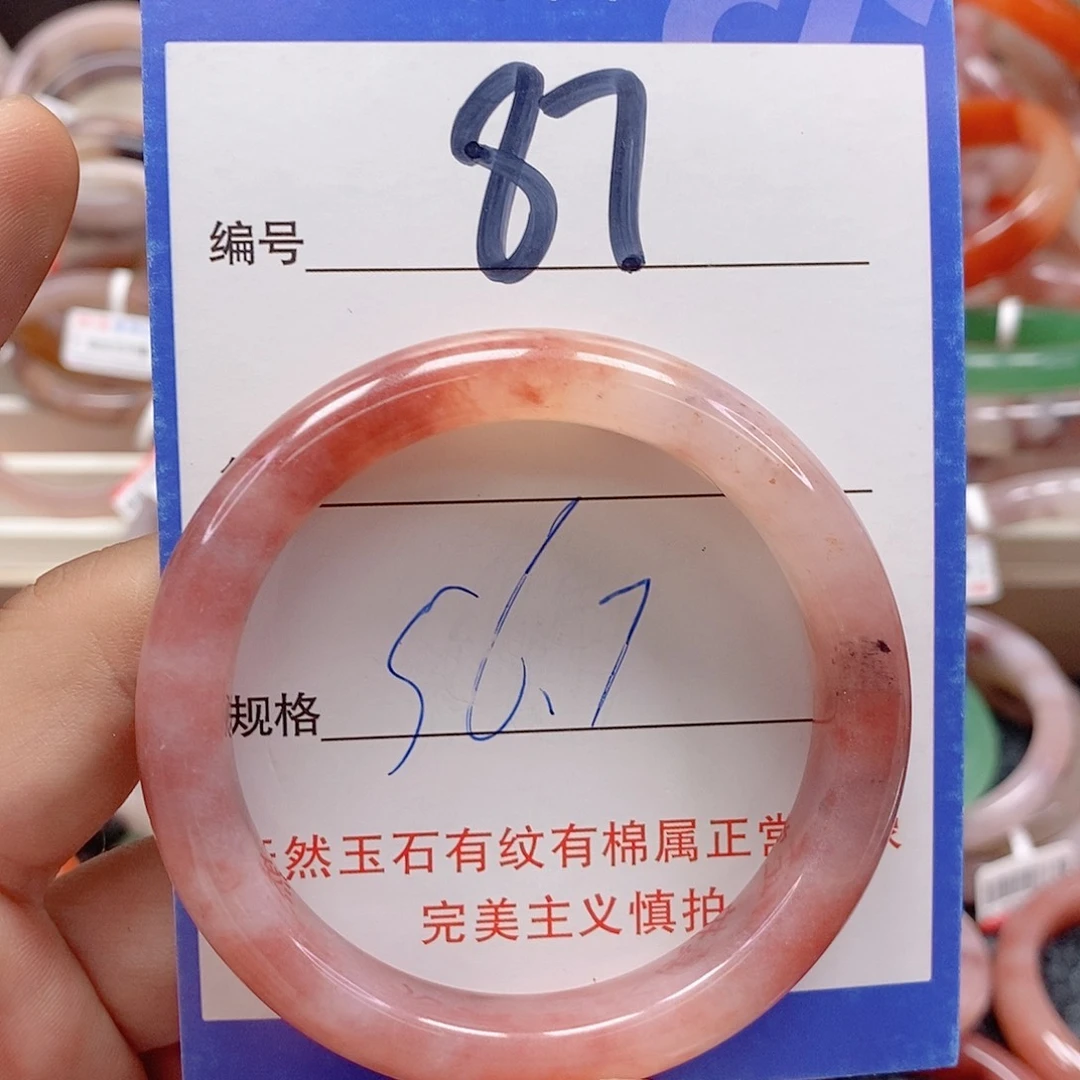 编号 87
规格 56.7
天然玉石有纹有棉属正常
完美主义慎拍